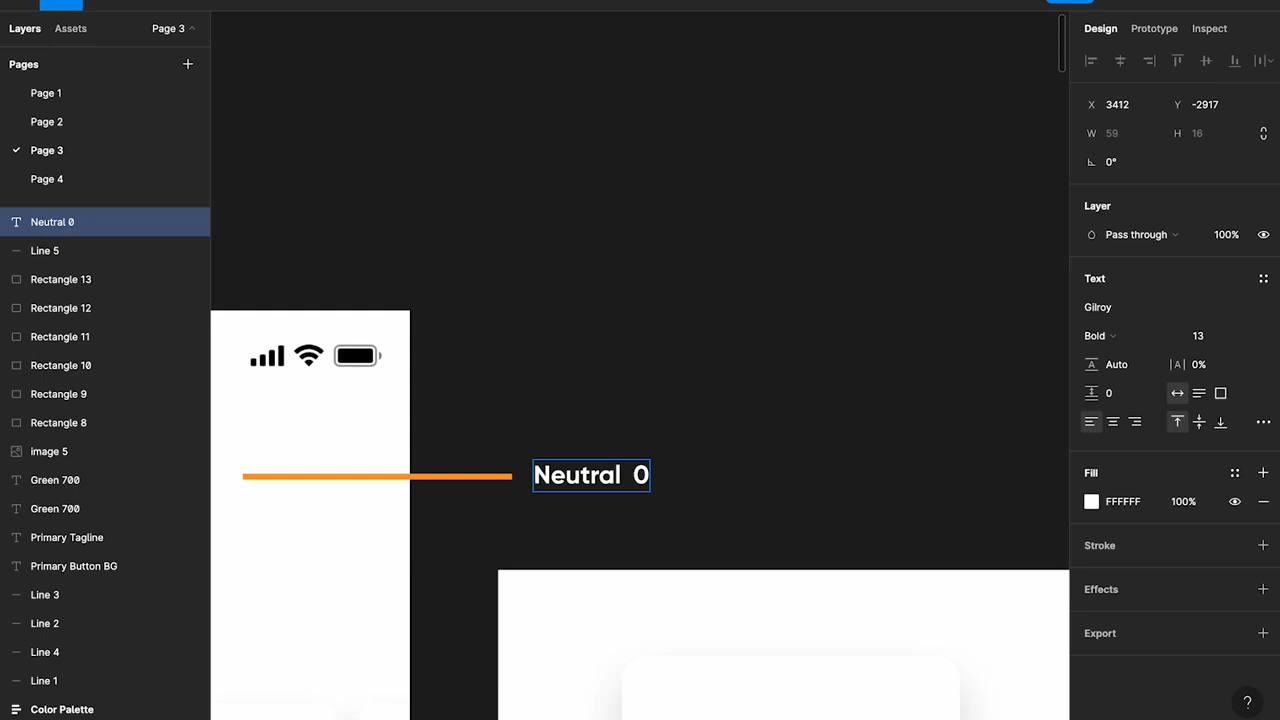 Layers Assets Page 3
Pages
Page 1
Page 2
Page 3
Page 4
Neutral 0
Line 5
Rectangle 13
Rectangle 12
Rectangle 11
Rectangle 10
Rectangle 9
Rectangle 8
image 5
Green 700
Green 700
Primary Tagline
Primary Button BG
Line 3
Line 2
Line 4
Line 1
Color Palette
Neutral 0
Design Prototype Inspect
X 3412 Y -2917
W 59 H 16
0°
Layer
Pass through 100%
Text
Gilroy
Bold 13
A Auto |A| 0%
0
Fill
FFFFFF 100%
Stroke
Effects
Export
?